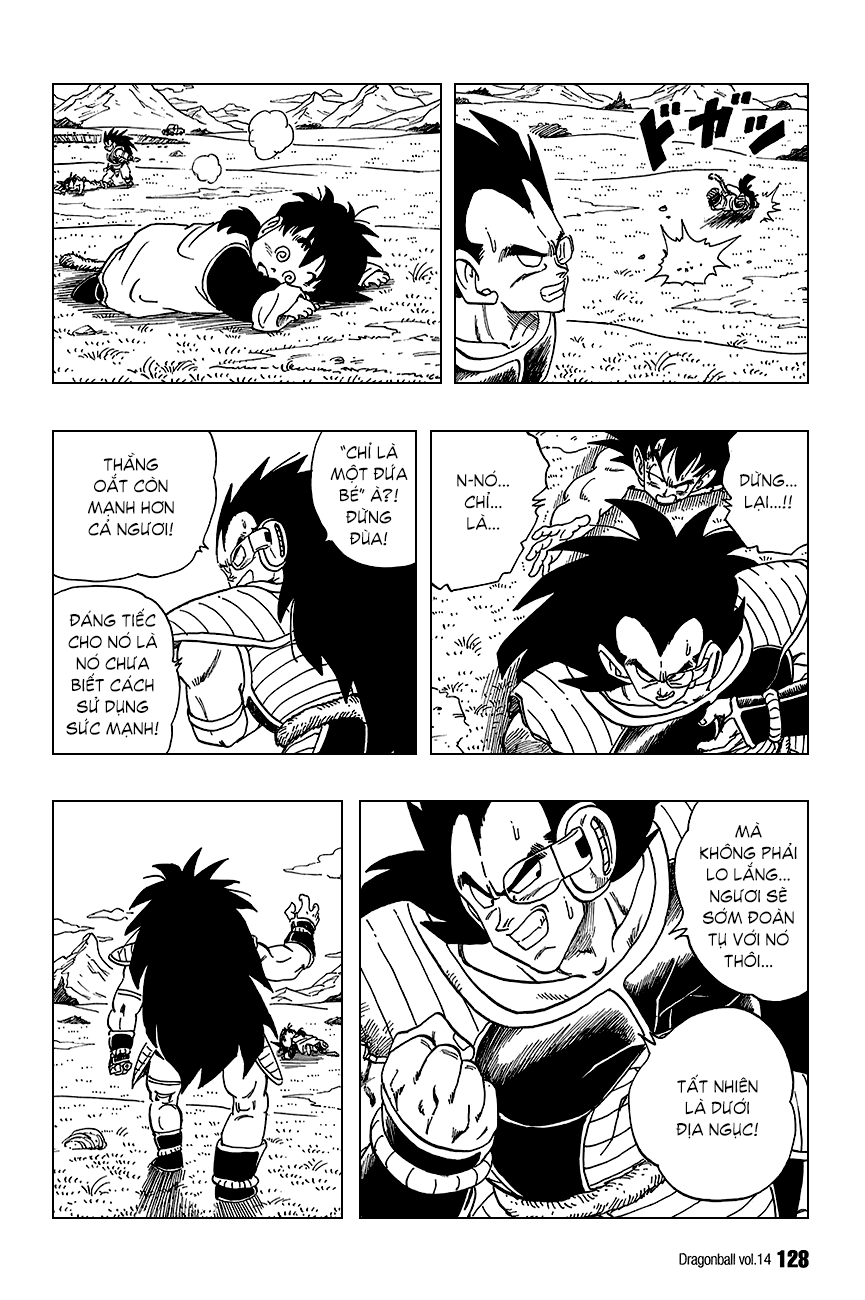 ドガッ
DỪNG...
LẠI...!!
N-NÓ...
CHỈ...
LÀ...
"CHỈ LÀ
MỘT ĐỨA
BÉ" À?!
ĐỪNG
ĐÙA!
THẰNG
OẮT CÒN
MẠNH HƠN
CẢ NGƯƠI!
ĐÁNG TIẾC
CHO NÓ LÀ
NÓ CHƯA
BIẾT CÁCH
SỬ DỤNG
SỨC MẠNH!
MÀ
KHÔNG PHẢI
LO LẮNG...
NGƯƠI SẼ
SỚM ĐOÀN
TỤ VỚI NÓ
THÔI...
TẤT NHIÊN
LÀ DƯỚI
ĐỊA NGỤC!
Dragonball vol.14 128